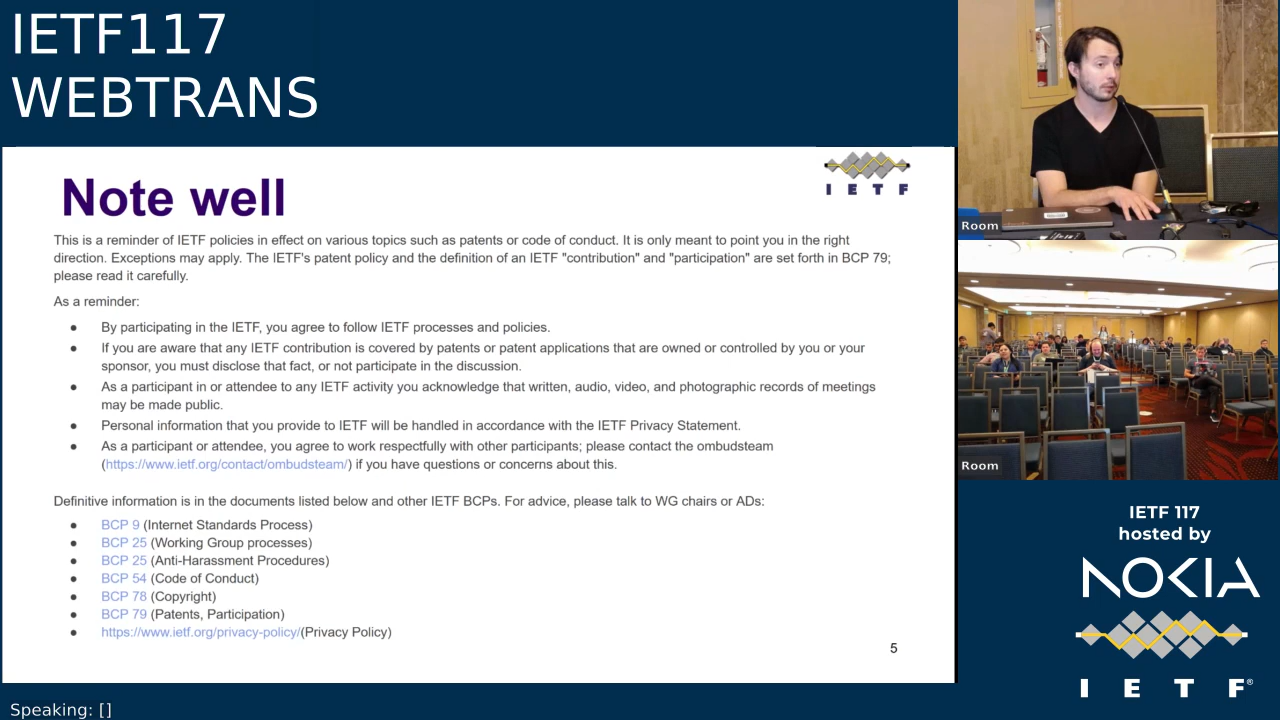 IETF117
WEBTRANS
I E T F
Note well
This is a reminder of IETF policies in effect on various topics such as patents or code of conduct. It is only meant to point you in the right
direction. Exceptions may apply. The IETF's patent policy and the definition of an IETF "contribution" and "participation" are set forth in BCP 79;
please read it carefully.
As a reminder:
● By participating in the IETF, you agree to follow IETF processes and policies.
● If you are aware that any IETF contribution is covered by patents or patent applications that are owned or controlled by you or your
sponsor, you must disclose that fact, or not participate in the discussion.
● As a participant in or attendee to any IETF activity you acknowledge that written, audio, video, and photographic records of meetings
may be made public.
● Personal information that you provide to IETF will be handled in accordance with the IETF Privacy Statement.
● As a participant or attendee, you agree to work respectfully with other participants; please contact the ombudsteam
(https://www.ietf.org/contact/ombudsteam/) if you have questions or concerns about this.
Definitive information is in the documents listed below and other IETF BCPs. For advice, please talk to WG chairs or ADs:
● BCP 9 (Internet Standards Process)
● BCP 25 (Working Group processes)
● BCP 25 (Anti-Harassment Procedures)
● BCP 54 (Code of Conduct)
● BCP 78 (Copyright)
● BCP 79 (Patents, Participation)
● https://www.ietf.org/privacy-policy/(Privacy Policy)
5
Room
Room
IETF 117
hosted by
NOKIA
I E T F®
Speaking: []